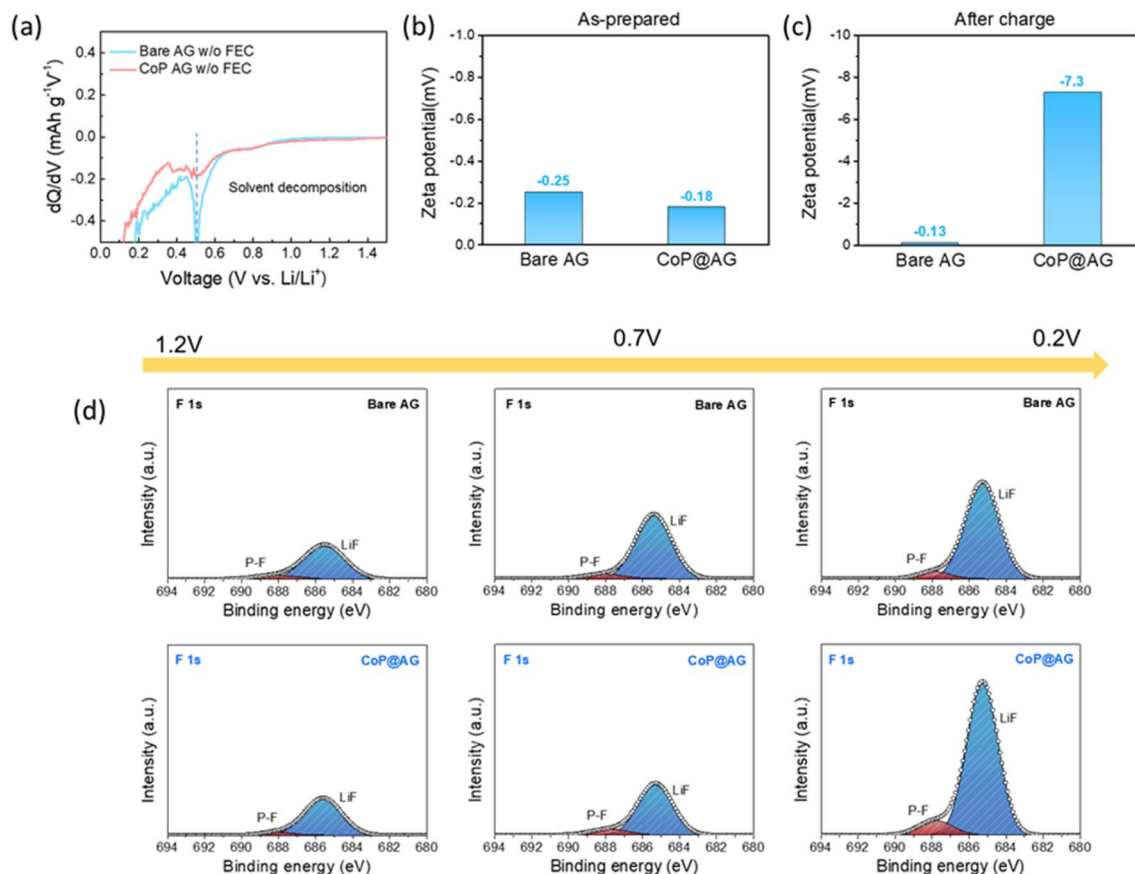 (a)
0.4
0.2
0.0
-0.2
-0.4
dQ/dV (mAh g⁻¹V⁻¹)
Bare AG w/o FEC
CoP AG w/o FEC
Solvent decomposition
0.2 0.4 0.6 0.8 1.0 1.2 1.4
Voltage (V vs. Li/Li⁺)
(b)
As-prepared
-1.0
-0.8
-0.6
-0.4
-0.2
0.0
Zeta potential(mV)
-0.25
-0.18
Bare AG CoP@AG
(c)
After charge
-10
-8
-6
-4
-2
0
Zeta potential(mV)
-7.3
-0.13
Bare AG CoP@AG
1.2V 0.7V 0.2V
(d)
F 1s Bare AG
Intensity (a.u.)
P-F
LiF
694 692 690 688 686 684 682 680
Binding energy (eV)
F 1s Bare AG
Intensity (a.u.)
P-F
LiF
694 692 690 688 686 684 682 680
Binding energy (eV)
F 1s Bare AG
Intensity (a.u.)
P-F
LiF
694 692 690 688 686 684 682 680
Binding energy (eV)
F 1s CoP@AG
Intensity (a.u.)
P-F
LiF
694 692 690 688 686 684 682 680
Binding energy (eV)
F 1s CoP@AG
Intensity (a.u.)
P-F
LiF
694 692 690 688 686 684 682 680
Binding energy (eV)
F 1s CoP@AG
Intensity (a.u.)
P-F
LiF
694 692 690 688 686 684 682 680
Binding energy (eV)